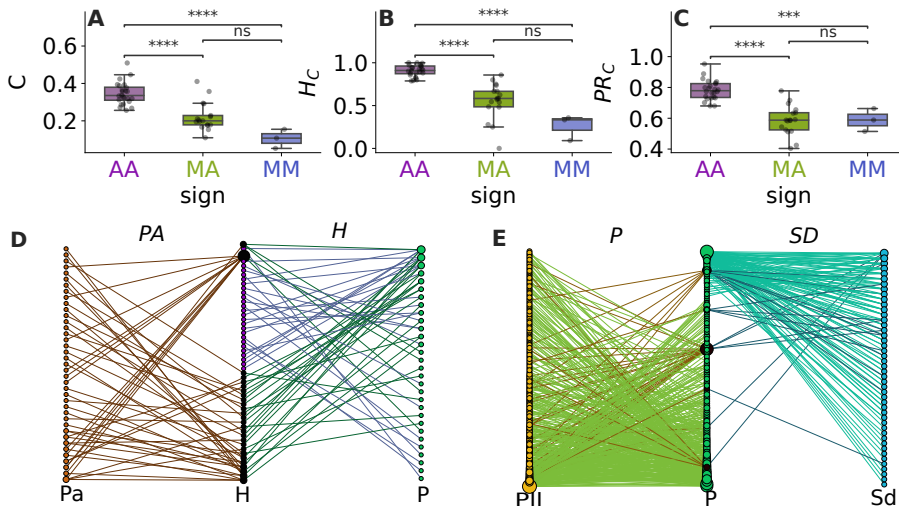 A
****
****
ns
C
0.6
0.4
0.2
AA
MA
MM
sign
B
****
****
ns
H_C
1.0
0.5
0.0
AA
MA
MM
sign
C
***
****
ns
PR_C
1.0
0.8
0.6
0.4
AA
MA
MM
sign
D
PA
H
Pa
H
P
E
P
SD
Pll
P
Sd